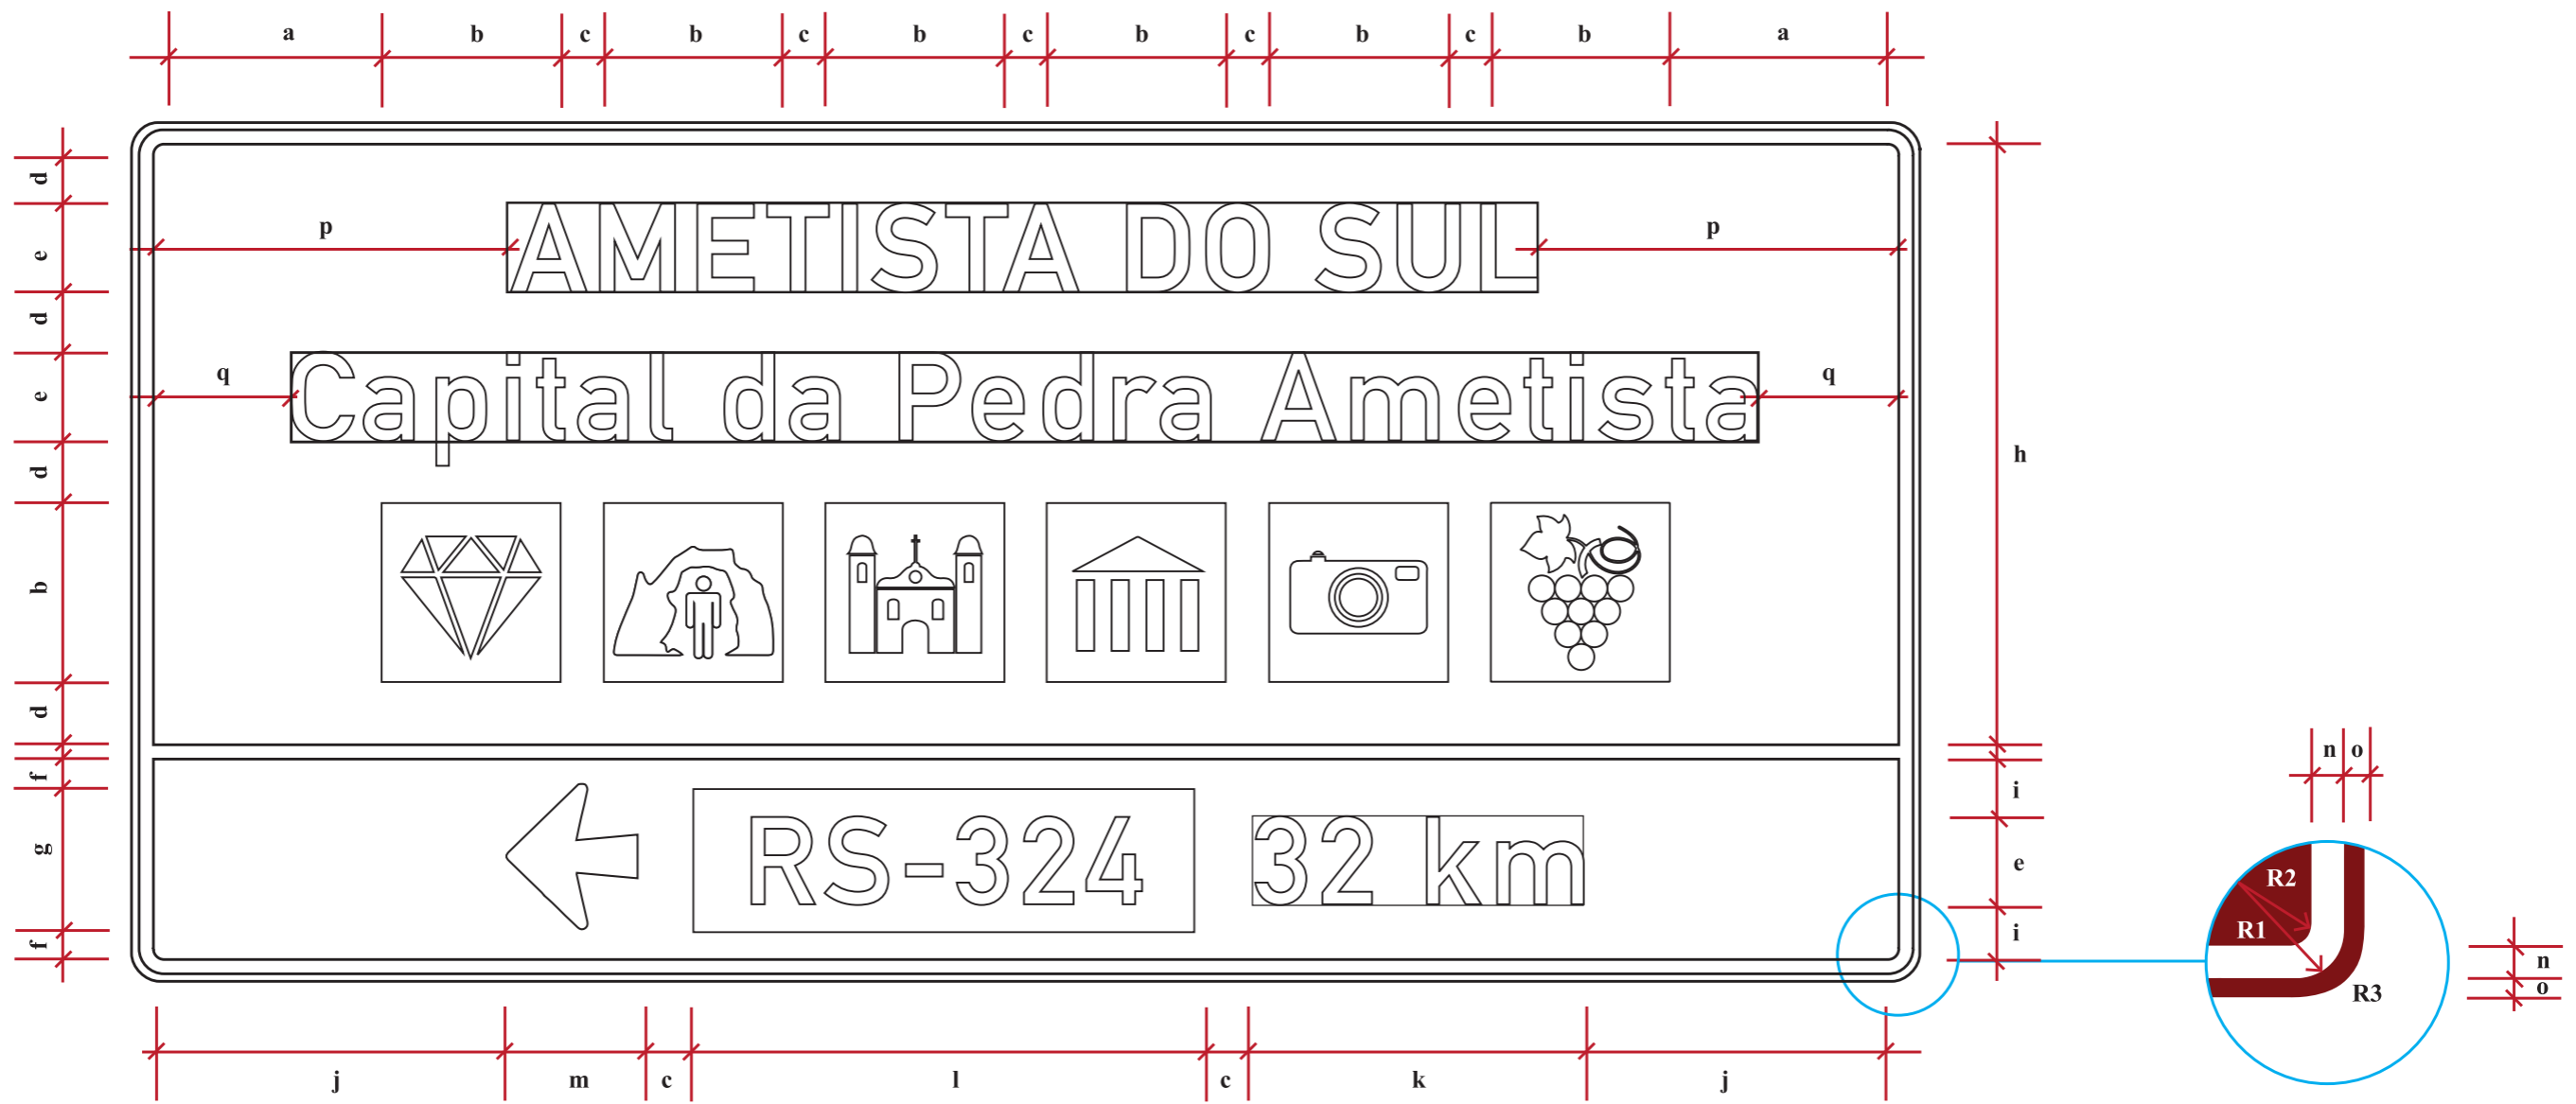 a b c b c b c b c b c b a
d
e
d
e
d
b
d
f
g
f
p AMETISTA DO SUL p
q Capital da Pedra Ametista q
RS-324 32 km
h
i
e
i
j m c l c k j
n o
R2
R1
R3
n
o